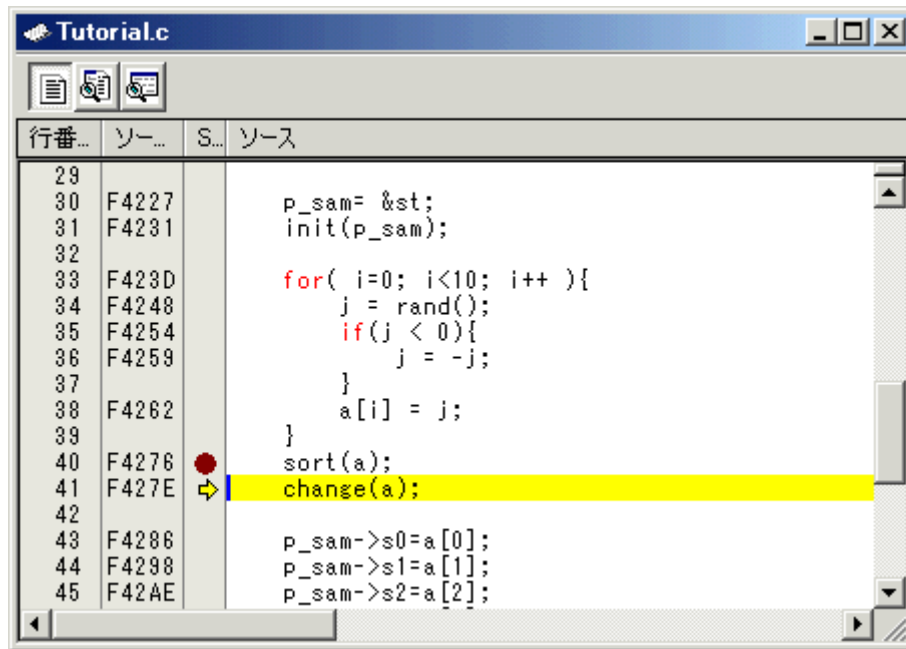 Tutorial.c
行番... ソー... S... ソース
29
30 F4227 p_sam= &st;
31 F4231 init(p_sam);
32
33 F423D for( i=0; i<10; i++ ){
34 F4248 j = rand();
35 F4254 if(j < 0){
36 F4259 j = -j;
37 }
38 F4262 a[i] = j;
39 }
40 F4276 sort(a);
41 F427E change(a);
42
43 F4286 p_sam->s0=a[0];
44 F4298 p_sam->s1=a[1];
45 F42AE p_sam->s2=a[2];